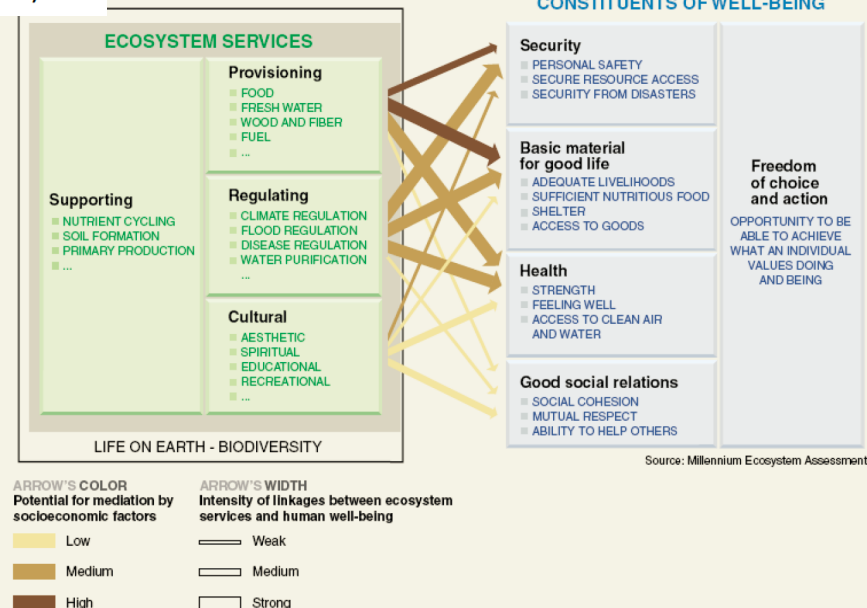 CONSTITUENTS OF WELL-BEING
ECOSYSTEM SERVICES
Supporting
NUTRIENT CYCLING
SOIL FORMATION
PRIMARY PRODUCTION
...
Provisioning
FOOD
FRESH WATER
WOOD AND FIBER
FUEL
...
Regulating
CLIMATE REGULATION
FLOOD REGULATION
DISEASE REGULATION
WATER PURIFICATION
...
Cultural
AESTHETIC
SPIRITUAL
EDUCATIONAL
RECREATIONAL
...
LIFE ON EARTH - BIODIVERSITY
Security
PERSONAL SAFETY
SECURE RESOURCE ACCESS
SECURITY FROM DISASTERS
Basic material
for good life
ADEQUATE LIVELIHOODS
SUFFICIENT NUTRITIOUS FOOD
SHELTER
ACCESS TO GOODS
Health
STRENGTH
FEELING WELL
ACCESS TO CLEAN AIR
AND WATER
Good social relations
SOCIAL COHESION
MUTUAL RESPECT
ABILITY TO HELP OTHERS
Freedom
of choice
and action
OPPORTUNITY TO BE
ABLE TO ACHIEVE
WHAT AN INDIVIDUAL
VALUES DOING
AND BEING
Source: Millennium Ecosystem Assessment
ARROW'S COLOR
Potential for mediation by
socioeconomic factors
Low
Medium
High
ARROW'S WIDTH
Intensity of linkages between ecosystem
services and human well-being
Weak
Medium
Strong